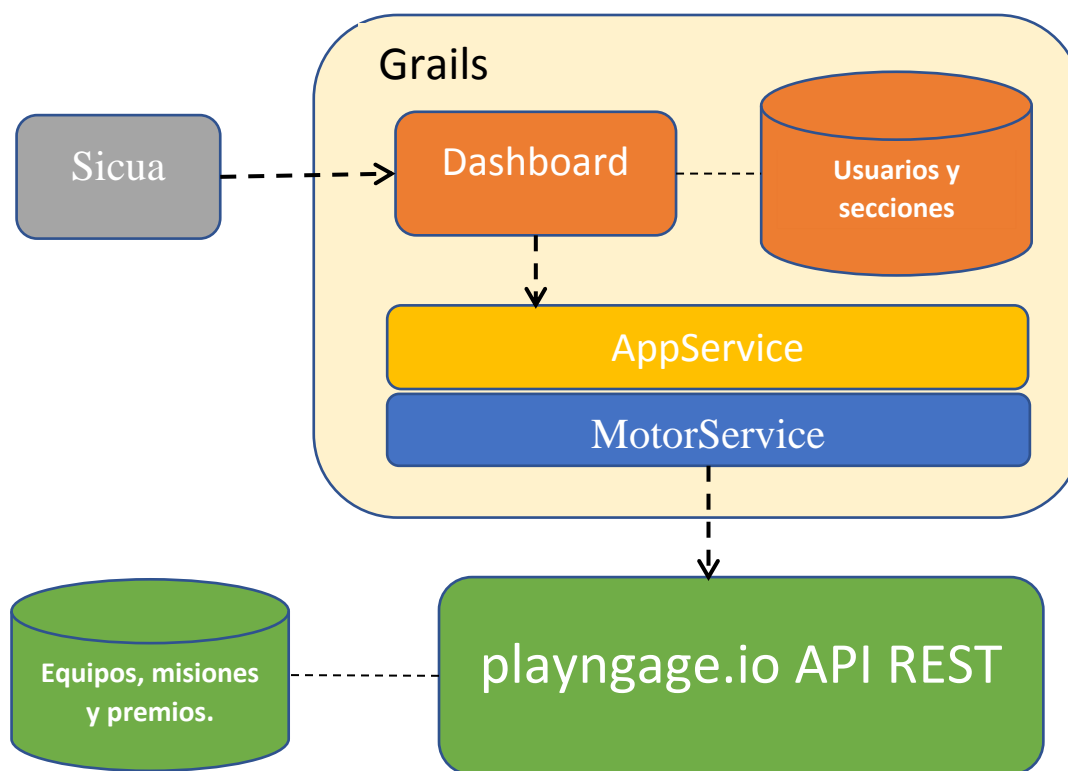 Grails
Sicua
Dashboard
Usuarios y
secciones
AppService
MotorService
Equipos, misiones
y premios.
playngage.io API REST